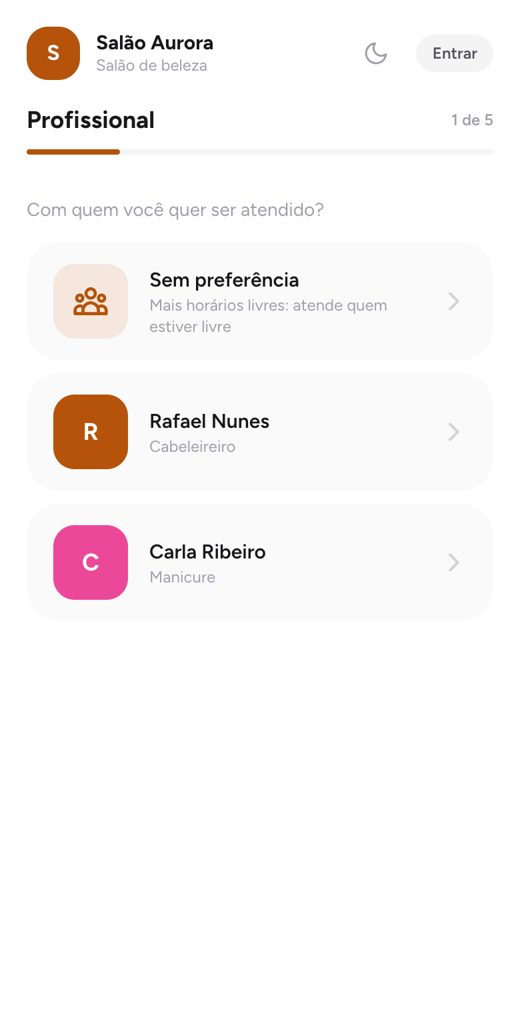 S
Salão Aurora
Salão de beleza
Entrar
Profissional
1 de 5
Com quem você quer ser atendido?
Sem preferência
Mais horários livres: atende quem
estiver livre
R
Rafael Nunes
Cabeleireiro
C
Carla Ribeiro
Manicure